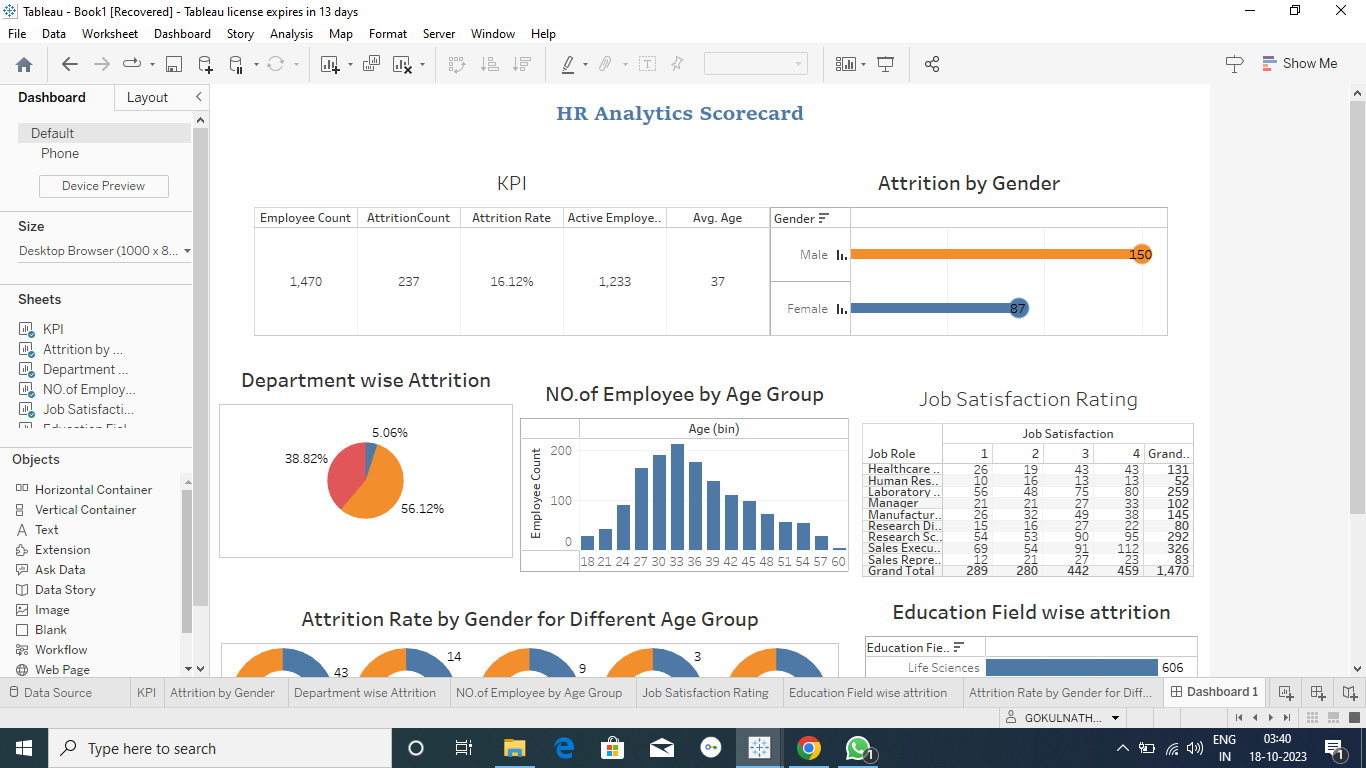 Tableau - Book1 [Recovered] - Tableau license expires in 13 days
File Data Worksheet Dashboard Story Analysis Map Format Server Window Help
Show Me
Dashboard Layout
Default
Phone
Device Preview
Size
Desktop Browser (1000 x 8...
Sheets
KPI
Attrition by ...
Department ...
NO.of Employ...
Job Satisfacti...
Objects
Horizontal Container
Vertical Container
A Text
Extension
Ask Data
Data Story
Image
Blank
Workflow
Web Page
HR Analytics Scorecard
KPI
Employee Count AttritionCount Attrition Rate Active Employe.. Avg. Age
1,470 237 16.12% 1,233 37
Attrition by Gender
Gender
Male 150
Female 87
Department wise Attrition
5.06%
38.82%
56.12%
NO.of Employee by Age Group
Age (bin)
Employee Count
200
100
0
18 21 24 27 30 33 36 39 42 45 48 51 54 57 60
Job Satisfaction Rating
Job Satisfaction
Job Role 1 2 3 4 Grand..
Healthcare .. 26 19 43 43 131
Human Res.. 10 16 13 13 52
Laboratory .. 56 48 75 80 259
Manager 21 21 27 33 102
Manufactur.. 26 32 49 38 145
Research Di.. 15 16 27 22 80
Research Sc.. 54 53 90 95 292
Sales Execu.. 69 54 91 112 326
Sales Repre.. 12 21 27 23 83
Grand Total 289 280 442 459 1,470
Attrition Rate by Gender for Different Age Group
43 14 9 3
Education Field wise attrition
Education Fie..
Life Sciences 606
Data Source KPI Attrition by Gender Department wise Attrition NO.of Employee by Age Group Job Satisfaction Rating Education Field wise attrition Attrition Rate by Gender for Diff... Dashboard 1
GOKULNATH...
Type here to search
1
ENG
IN
03:40
18-10-2023
1